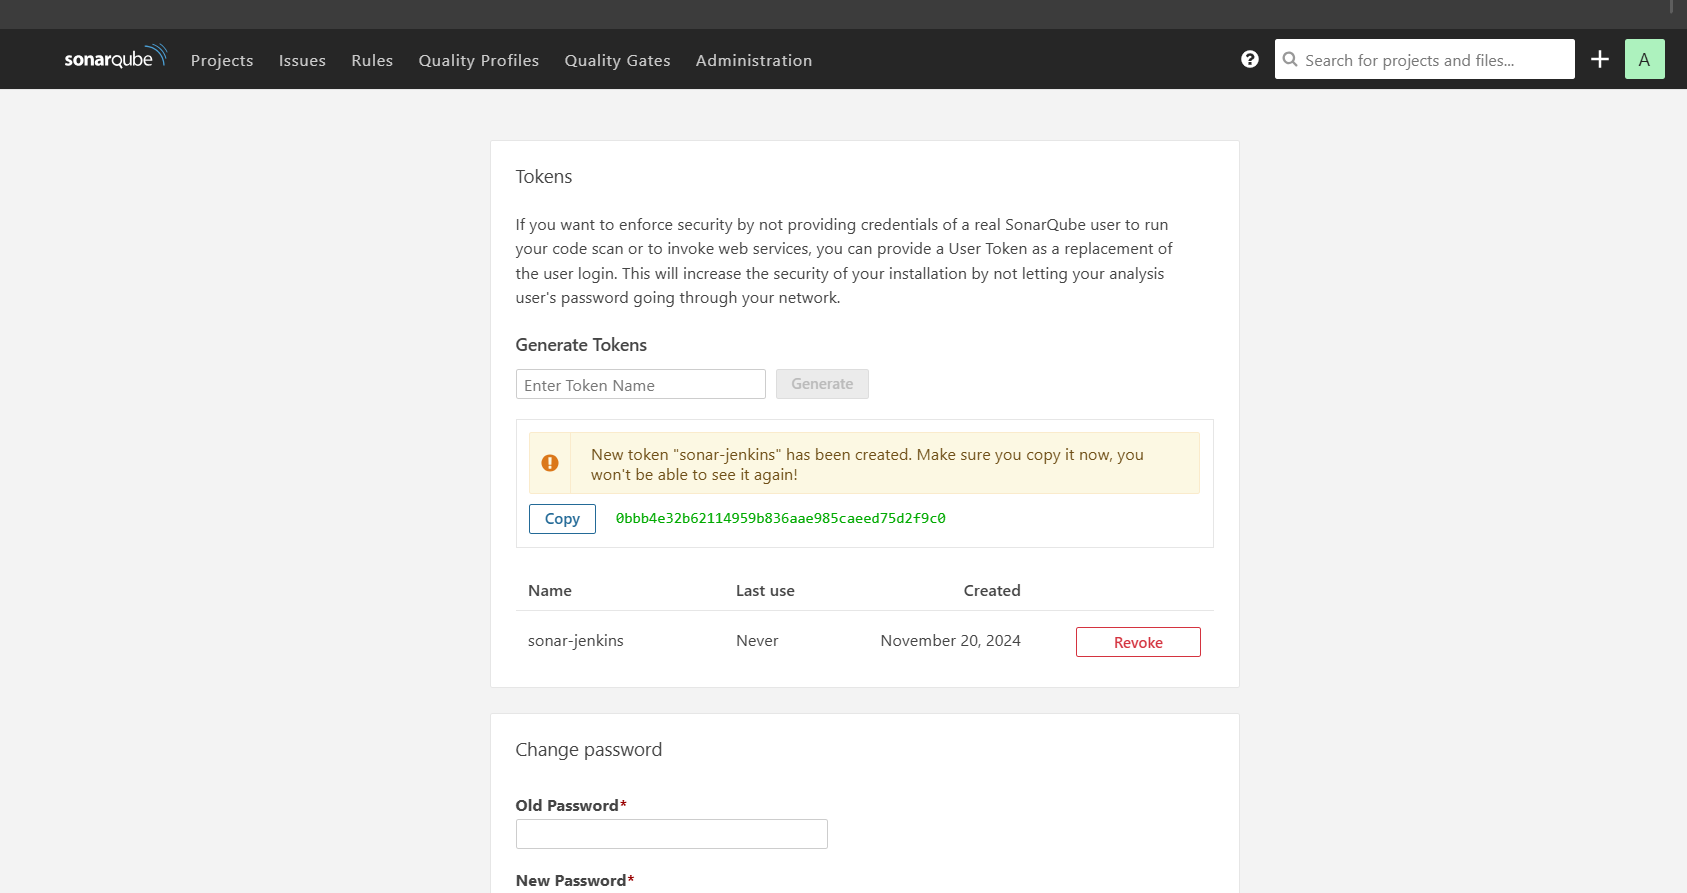 sonarqube Projects Issues Rules Quality Profiles Quality Gates Administration ? Search for projects and files... + A
Tokens
If you want to enforce security by not providing credentials of a real SonarQube user to run
your code scan or to invoke web services, you can provide a User Token as a replacement of
the user login. This will increase the security of your installation by not letting your analysis
user's password going through your network.
Generate Tokens
Enter Token Name Generate
New token "sonar-jenkins" has been created. Make sure you copy it now, you
won't be able to see it again!
Copy 0bbb4e32b62114959b836aae985caeed75d2f9c0
Name Last use Created
sonar-jenkins Never November 20, 2024 Revoke
Change password
Old Password*
New Password*